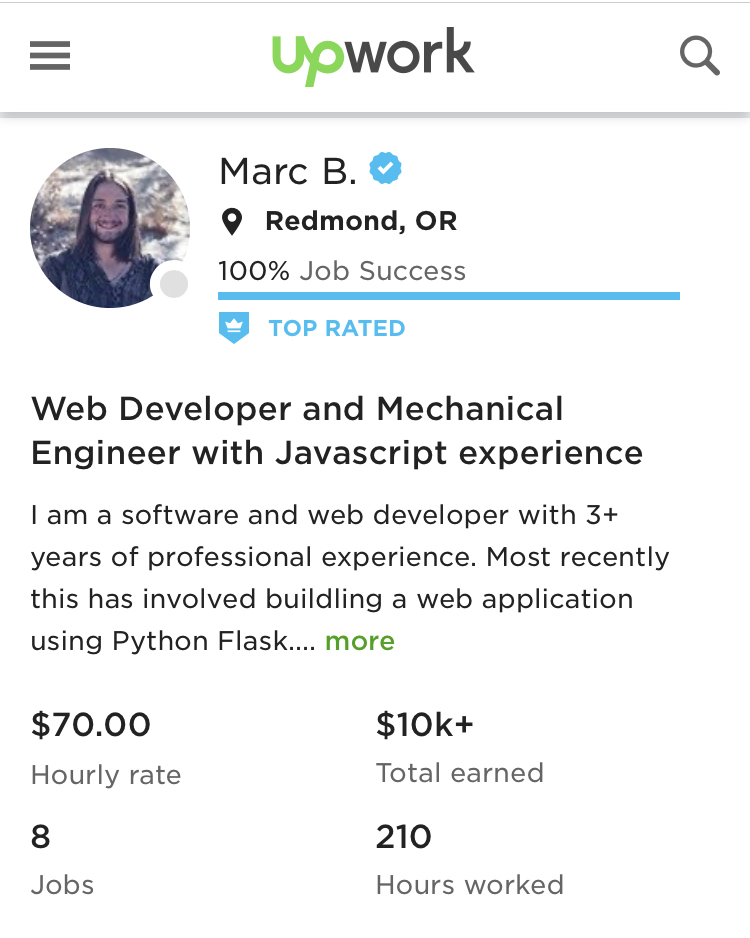 upwork
Marc B.
Redmond, OR
100% Job Success
TOP RATED
Web Developer and Mechanical
Engineer with Javascript experience
I am a software and web developer with 3+
years of professional experience. Most recently
this has involved buildling a web application
using Python Flask.... more
$70.00
Hourly rate
$10k+
Total earned
8
Jobs
210
Hours worked